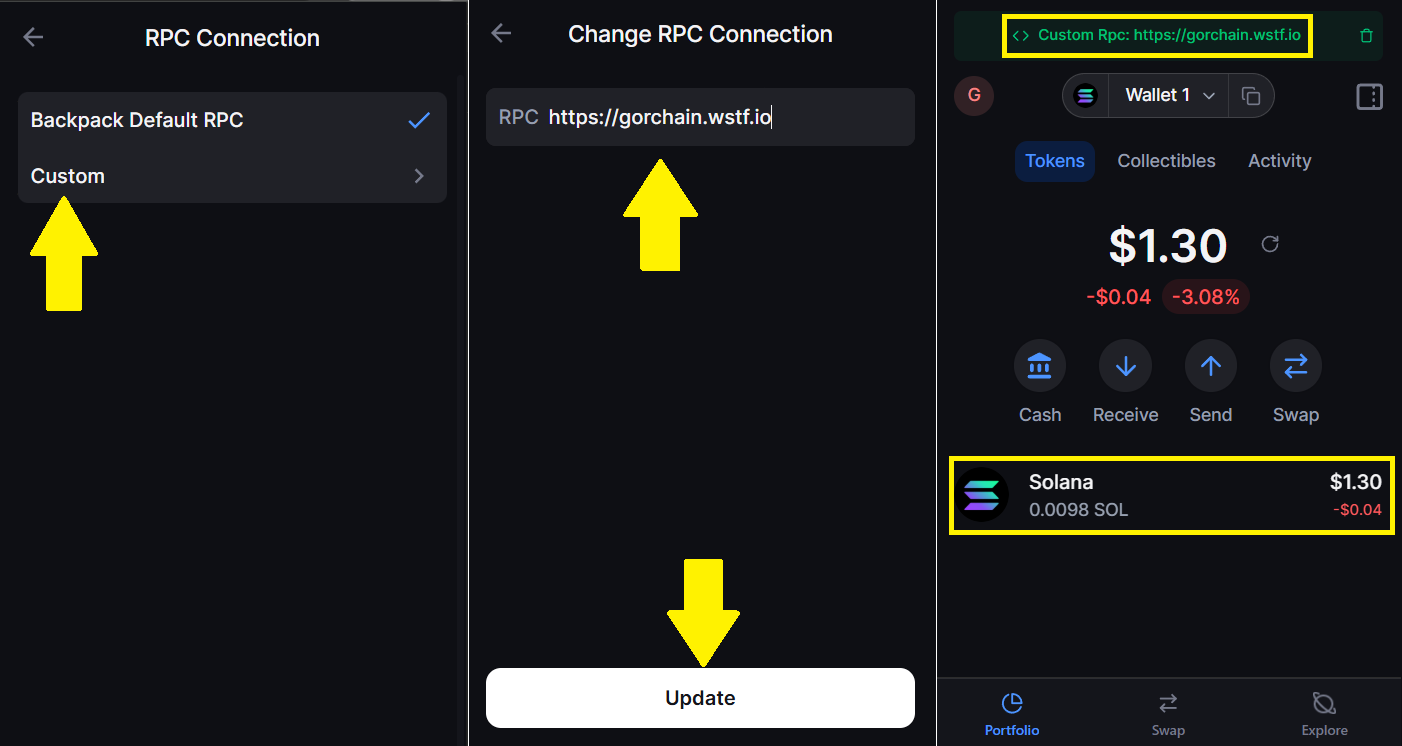 RPC Connection
Backpack Default RPC
Custom
Change RPC Connection
RPC https://gorchain.wstf.io
Update
<> Custom Rpc: https://gorchain.wstf.io
G
Wallet 1
Tokens Collectibles Activity
$1.30
-$0.04 -3.08%
Cash Receive Send Swap
Solana $1.30
0.0098 SOL -$0.04
Portfolio Swap Explore